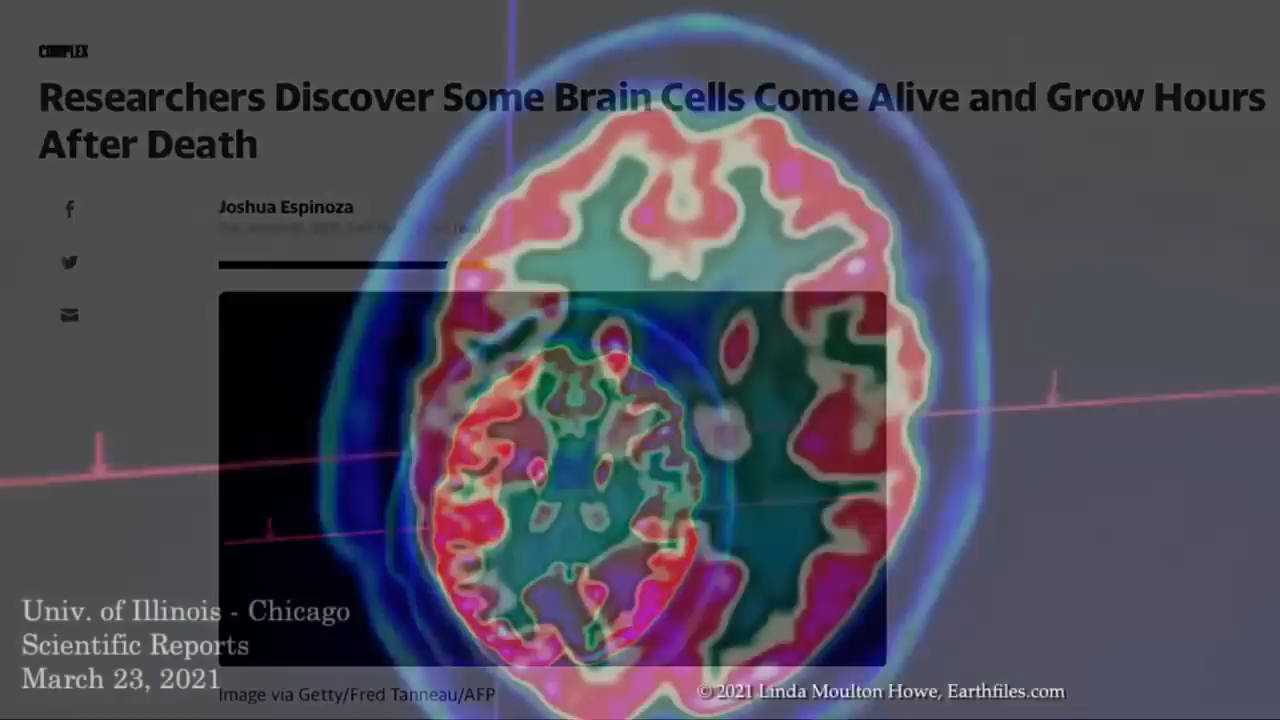 COMPLEX
Researchers Discover Some Brain Cells Come Alive and Grow Hours
After Death
Joshua Espinoza
Univ. of Illinois - Chicago
Scientific Reports
March 23, 2021
Image via Getty/Fred Tanneau/AFP
© 2021 Linda Moulton Howe, Earthfiles.com